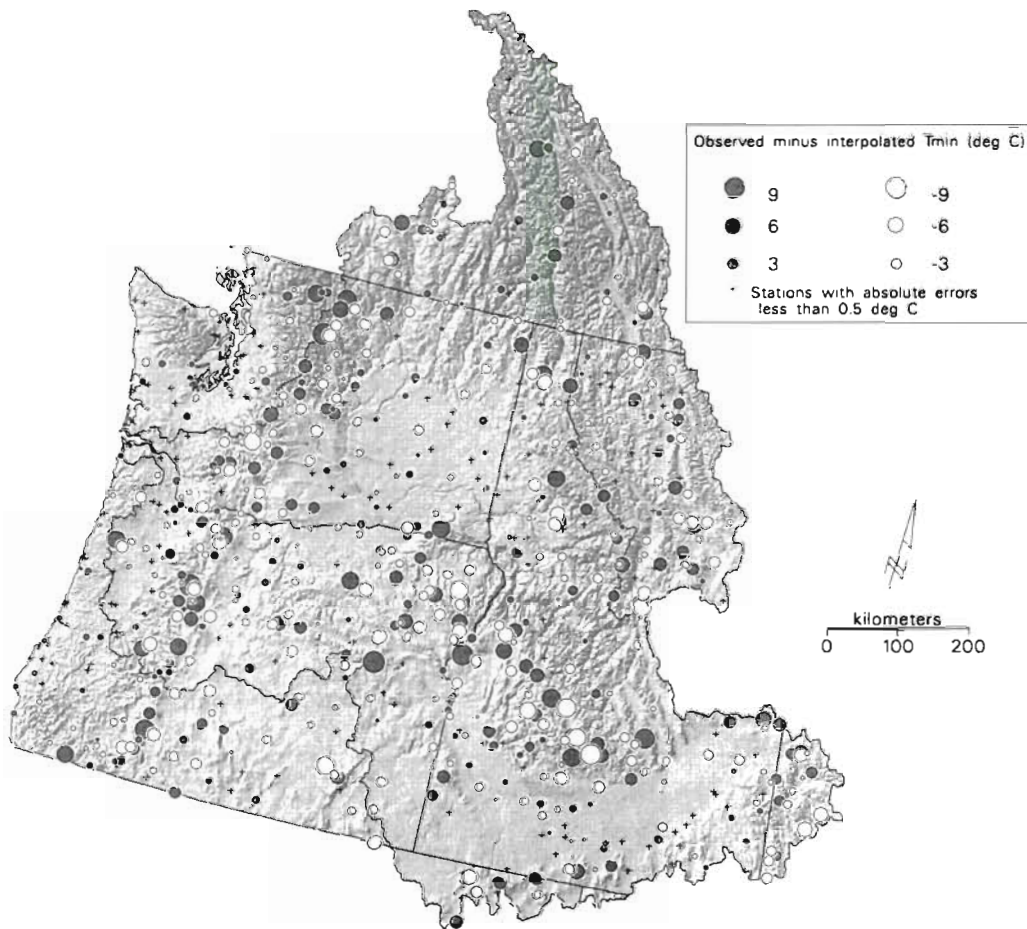 Observed minus interpolated Tmin (deg C)
9 -9
6 -6
3 -3
Stations with absolute errors
less than 0.5 deg C
N
kilometers
0 100 200